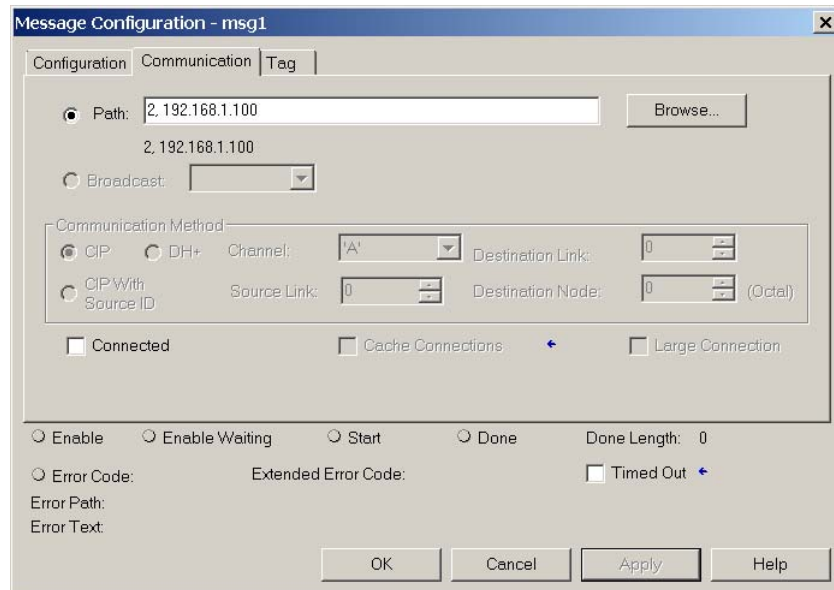 Message Configuration - msg1
Configuration Communication Tag
Path: 2, 192.168.1.100 Browse...
2, 192.168.1.100
Broadcast:
Communication Method
CIP DH+ Channel: 'A' Destination Link: 0
CIP With Source ID Source Link: 0 Destination Node: 0 (Octal)
Connected Cache Connections Large Connection
Enable Enable Waiting Start Done Done Length: 0
Error Code: Extended Error Code: Timed Out
Error Path:
Error Text:
OK Cancel Apply Help